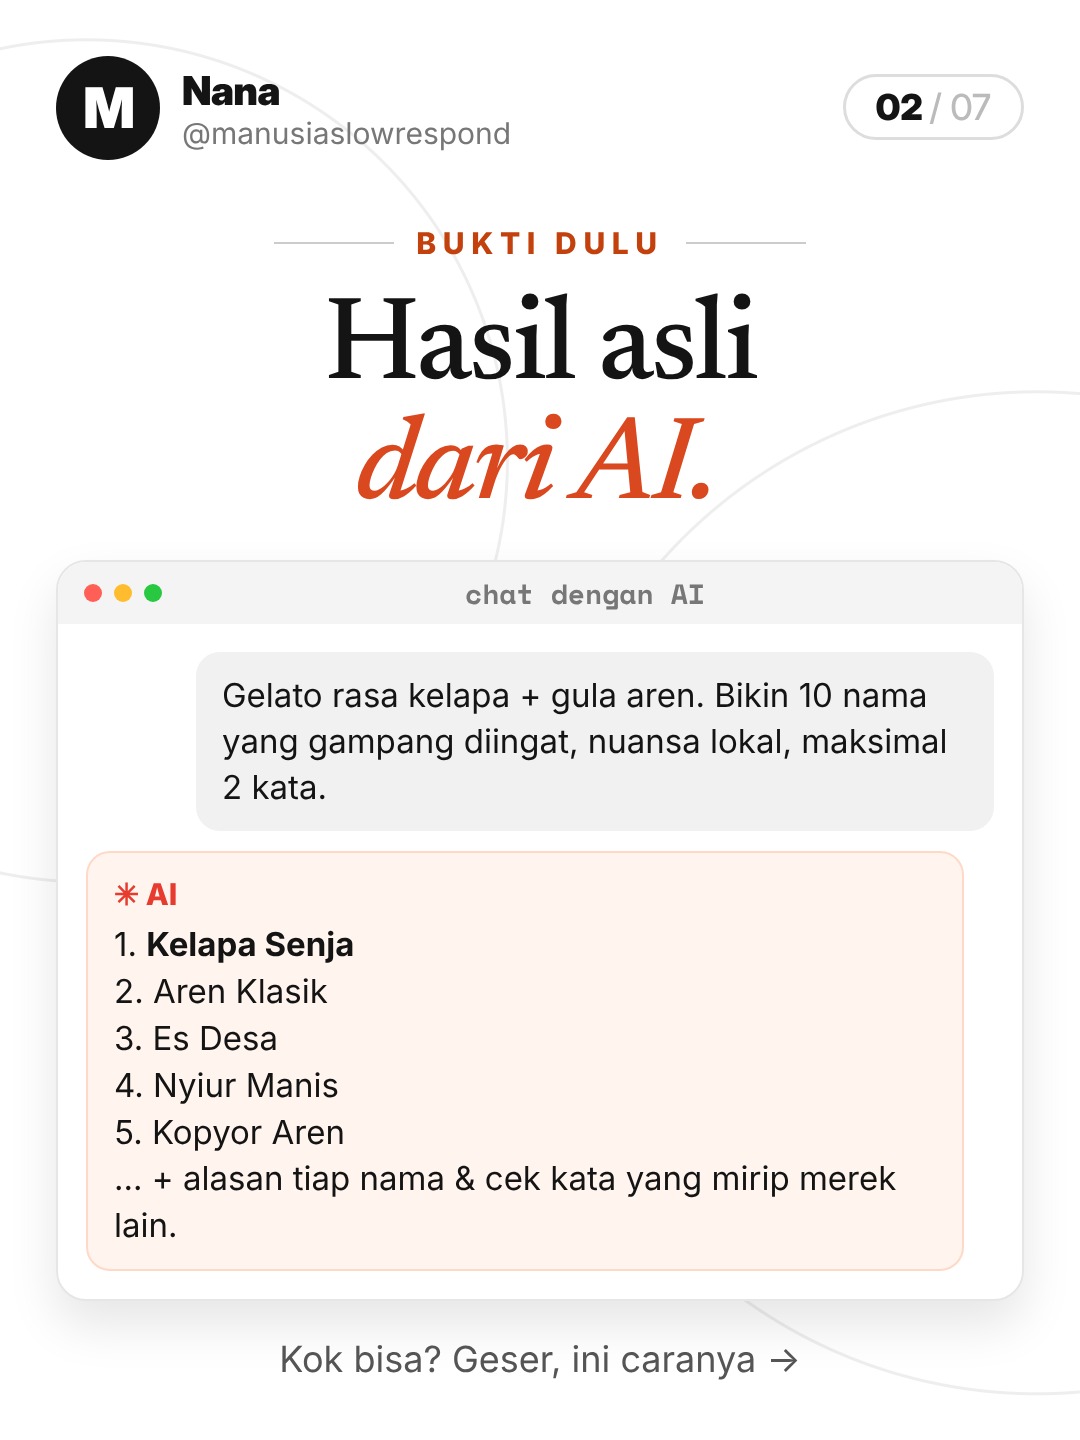 M
Nana
@manusiaslowrespond
02 / 07
BUKTI DULU
Hasil asli
dari AI.
chat dengan AI
Gelato rasa kelapa + gula aren. Bikin 10 nama
yang gampang diingat, nuansa lokal, maksimal
2 kata.
✳ AI
1. Kelapa Senja
2. Aren Klasik
3. Es Desa
4. Nyiur Manis
5. Kopyor Aren
... + alasan tiap nama & cek kata yang mirip merek
lain.
Kok bisa? Geser, ini caranya →